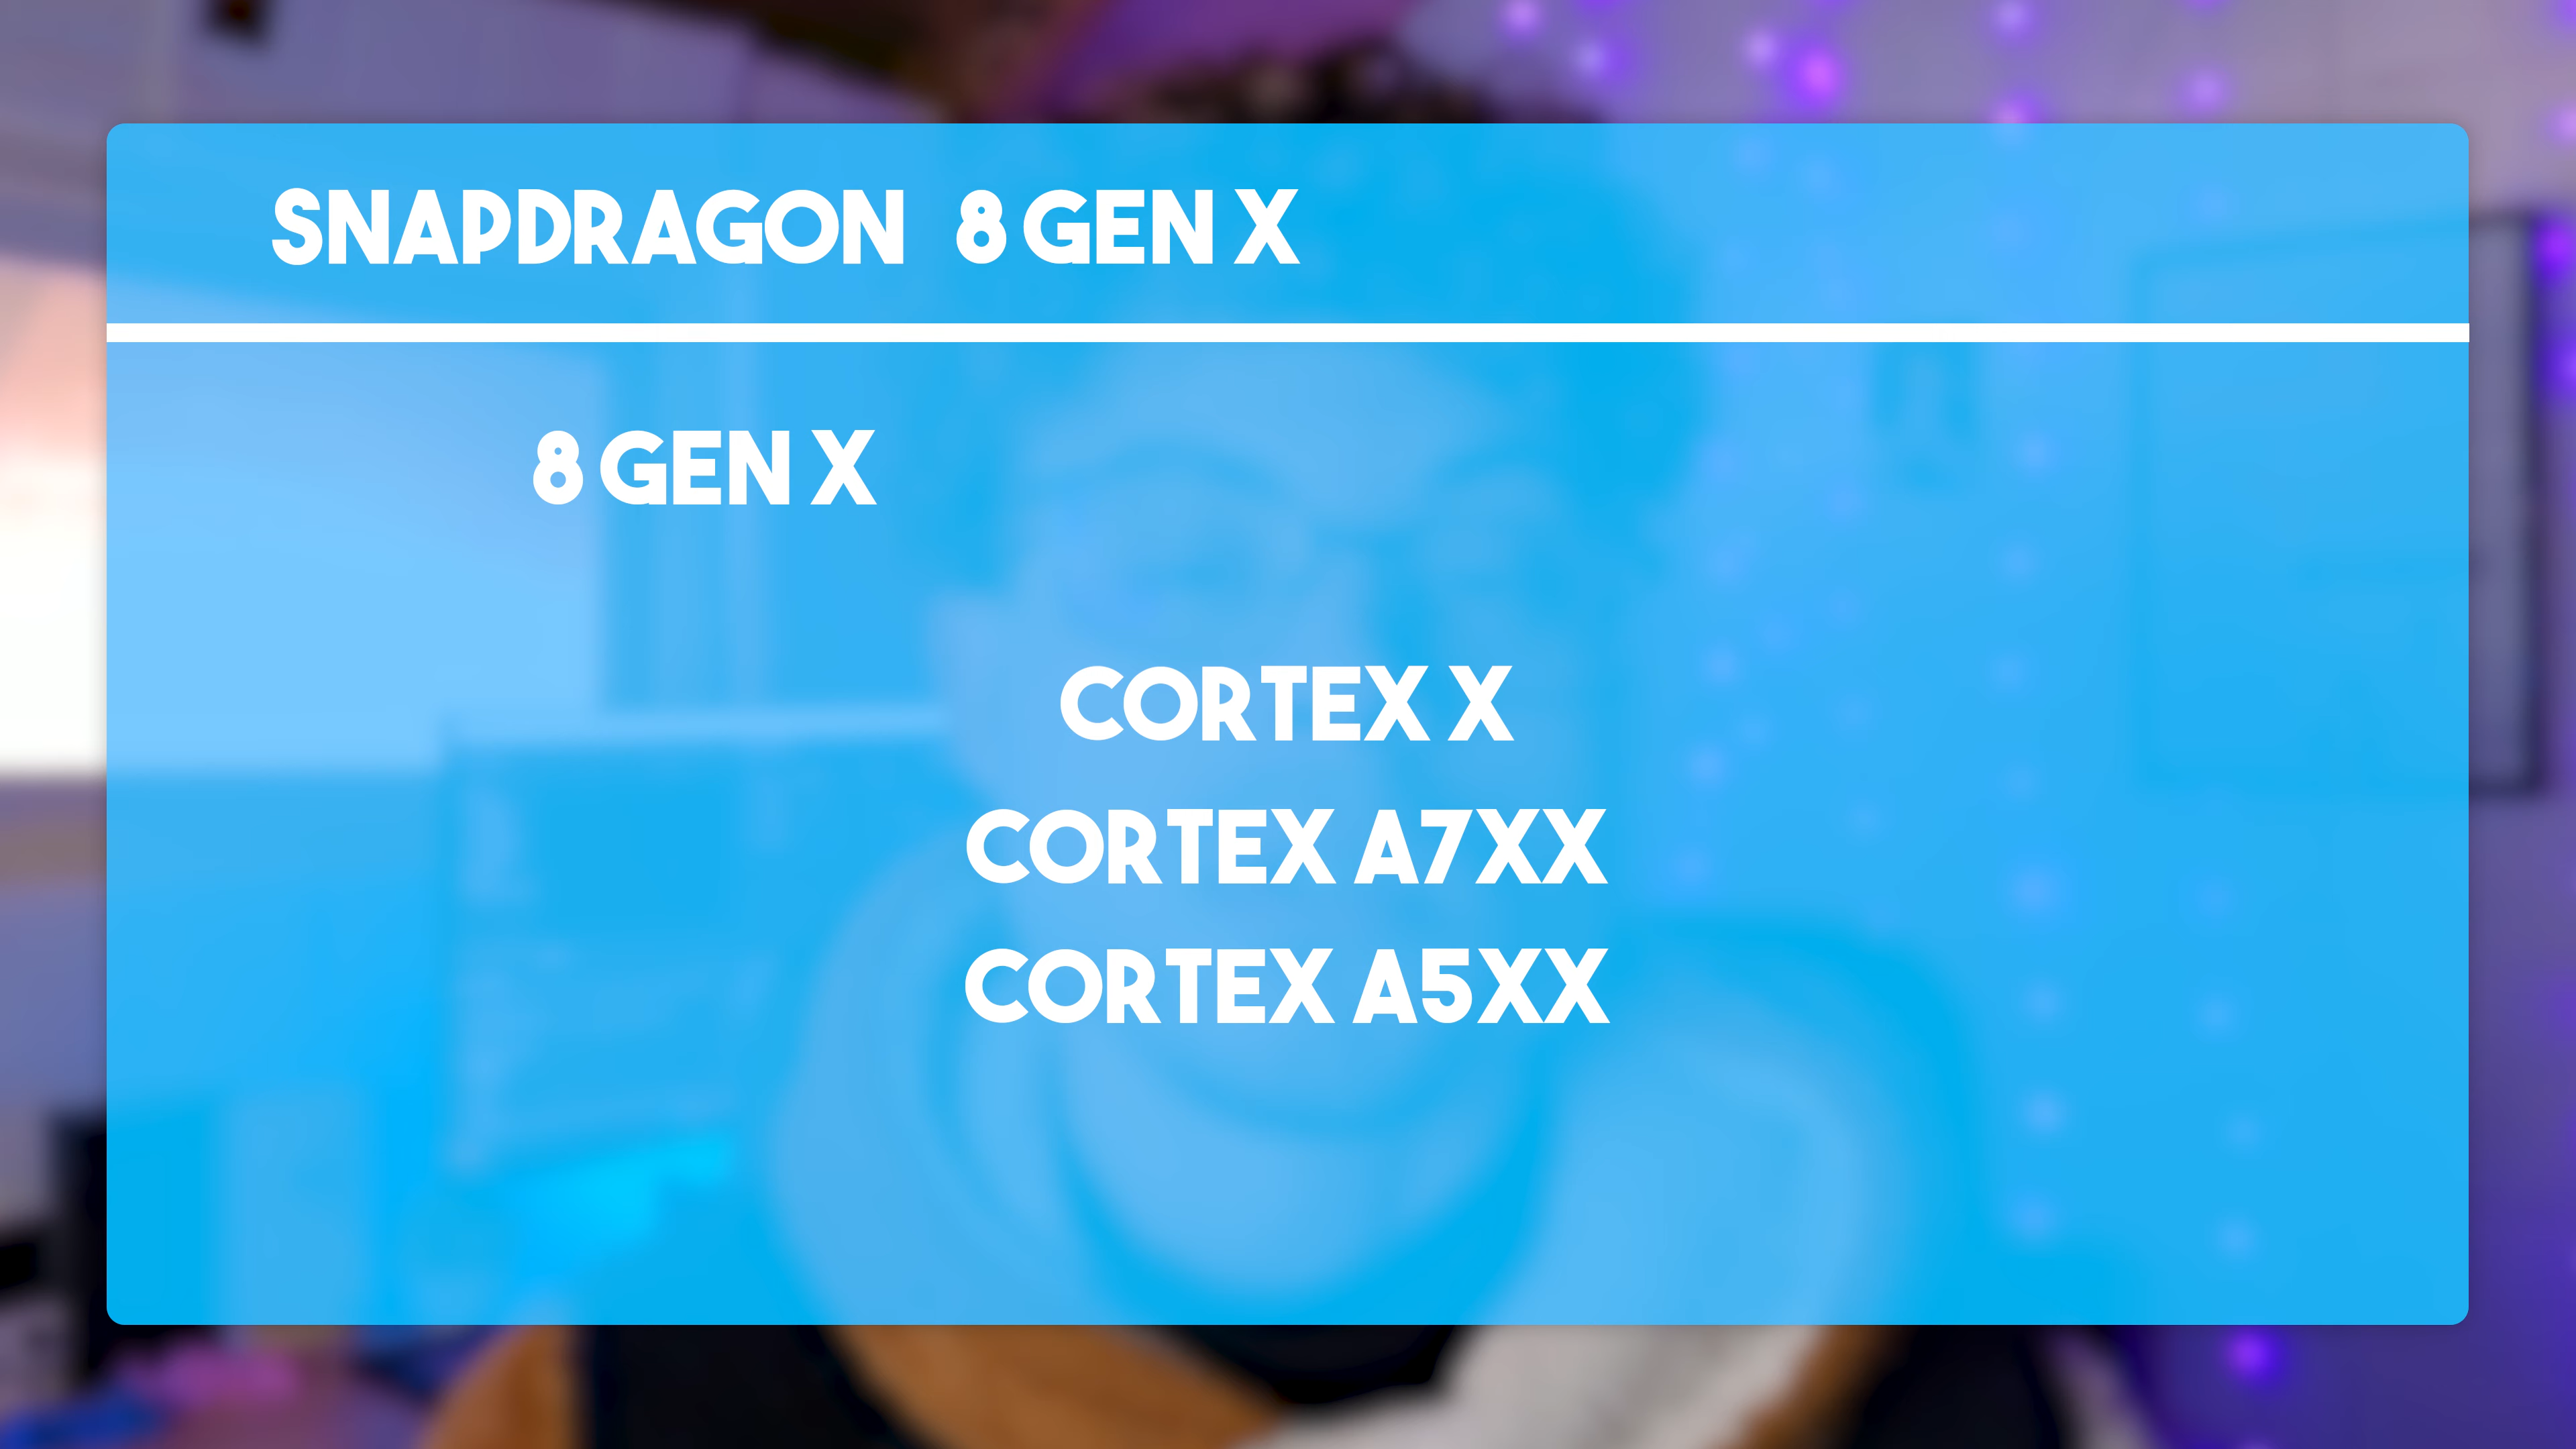 SNAPDRAGON 8 GEN X
8 GEN X
CORTEX X
CORTEX A7XX
CORTEX A5XX